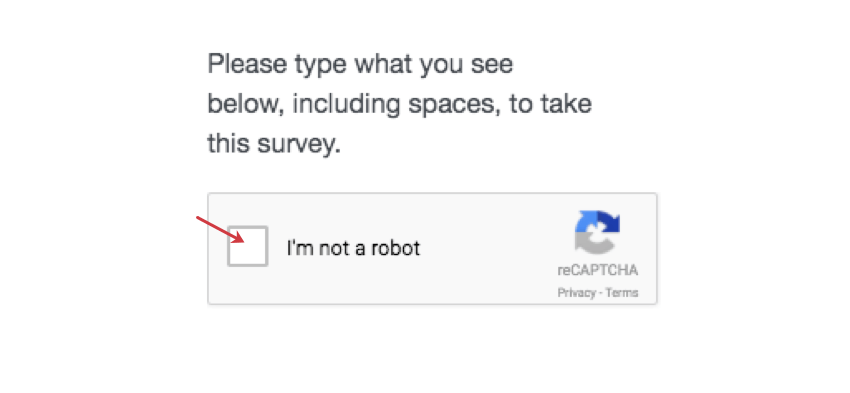 Please type what you see
below, including spaces, to take
this survey.
I'm not a robot
reCAPTCHA
Privacy - Terms